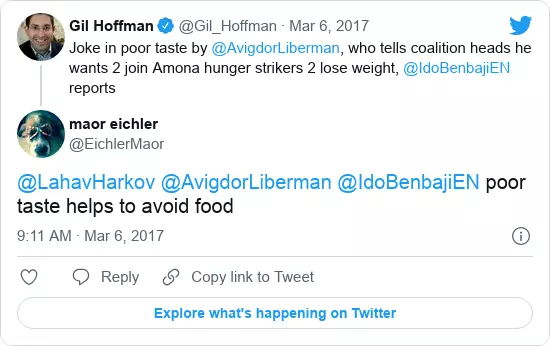 Gil Hoffman @Gil_Hoffman · Mar 6, 2017
Joke in poor taste by @AvigdorLiberman, who tells coalition heads he
wants 2 join Amona hunger strikers 2 lose weight, @IdoBenbajiEN
reports
maor eichler
@EichlerMaor
@LahavHarkov @AvigdorLiberman @IdoBenbajiEN poor
taste helps to avoid food
9:11 AM · Mar 6, 2017
Reply
Copy link to Tweet
Explore what's happening on Twitter